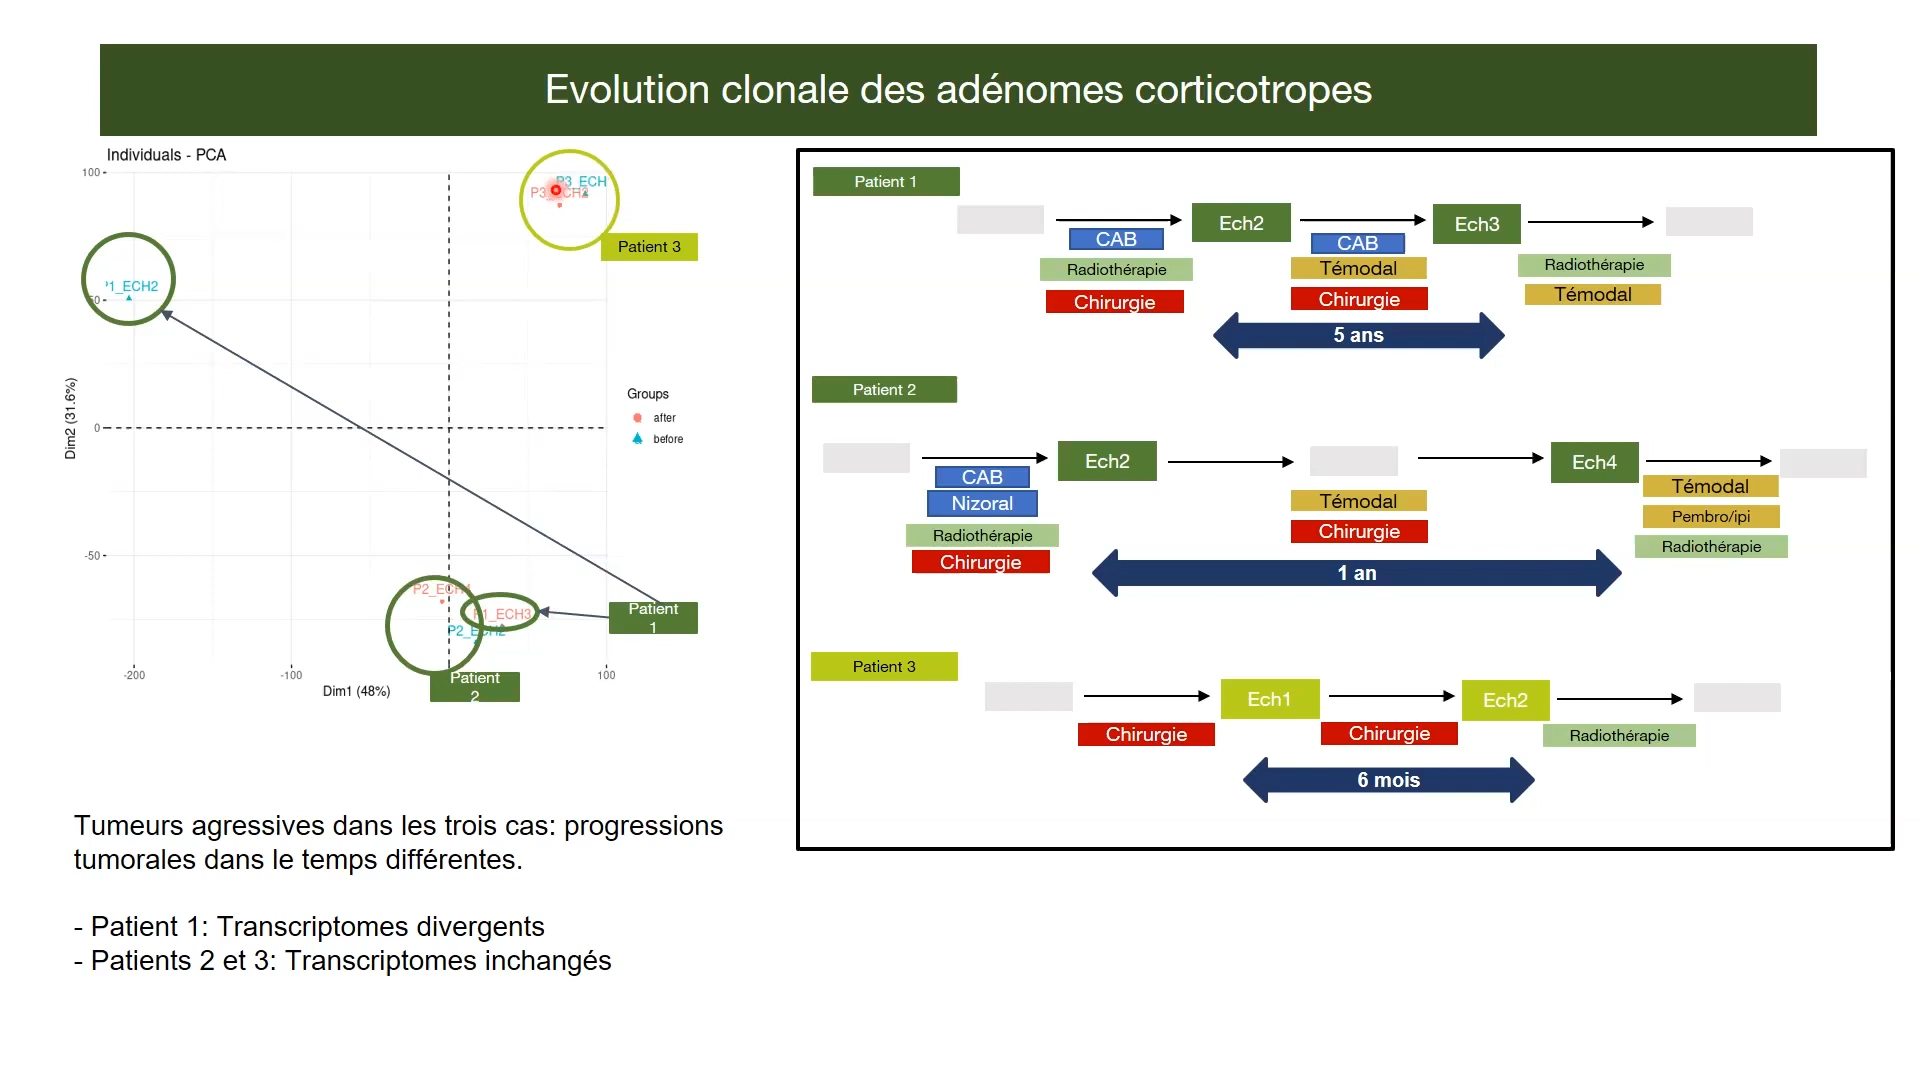 Evolution clonale des adénomes corticotropes
Individuals - PCA
100
50
0
-50
-200
-100
100
Dim1 (48%)
Dim2 (31.6%)
P3_ECH
Patient 3
P1_ECH2
Groups
after
before
P1_ECH3
P2_ECH2
Patient
1
Patient
2
Tumeurs agressives dans les trois cas: progressions
tumorales dans le temps différentes.
- Patient 1: Transcriptomes divergents
- Patients 2 et 3: Transcriptomes inchangés
Patient 1
Ech2
Ech3
CAB
Radiothérapie
Chirurgie
CAB
Témodal
Chirurgie
Radiothérapie
Témodal
5 ans
Patient 2
Ech2
Ech4
CAB
Nizoral
Radiothérapie
Chirurgie
Témodal
Chirurgie
Témodal
Pembro/ipi
Radiothérapie
1 an
Patient 3
Ech1
Ech2
Chirurgie
Chirurgie
Radiothérapie
6 mois